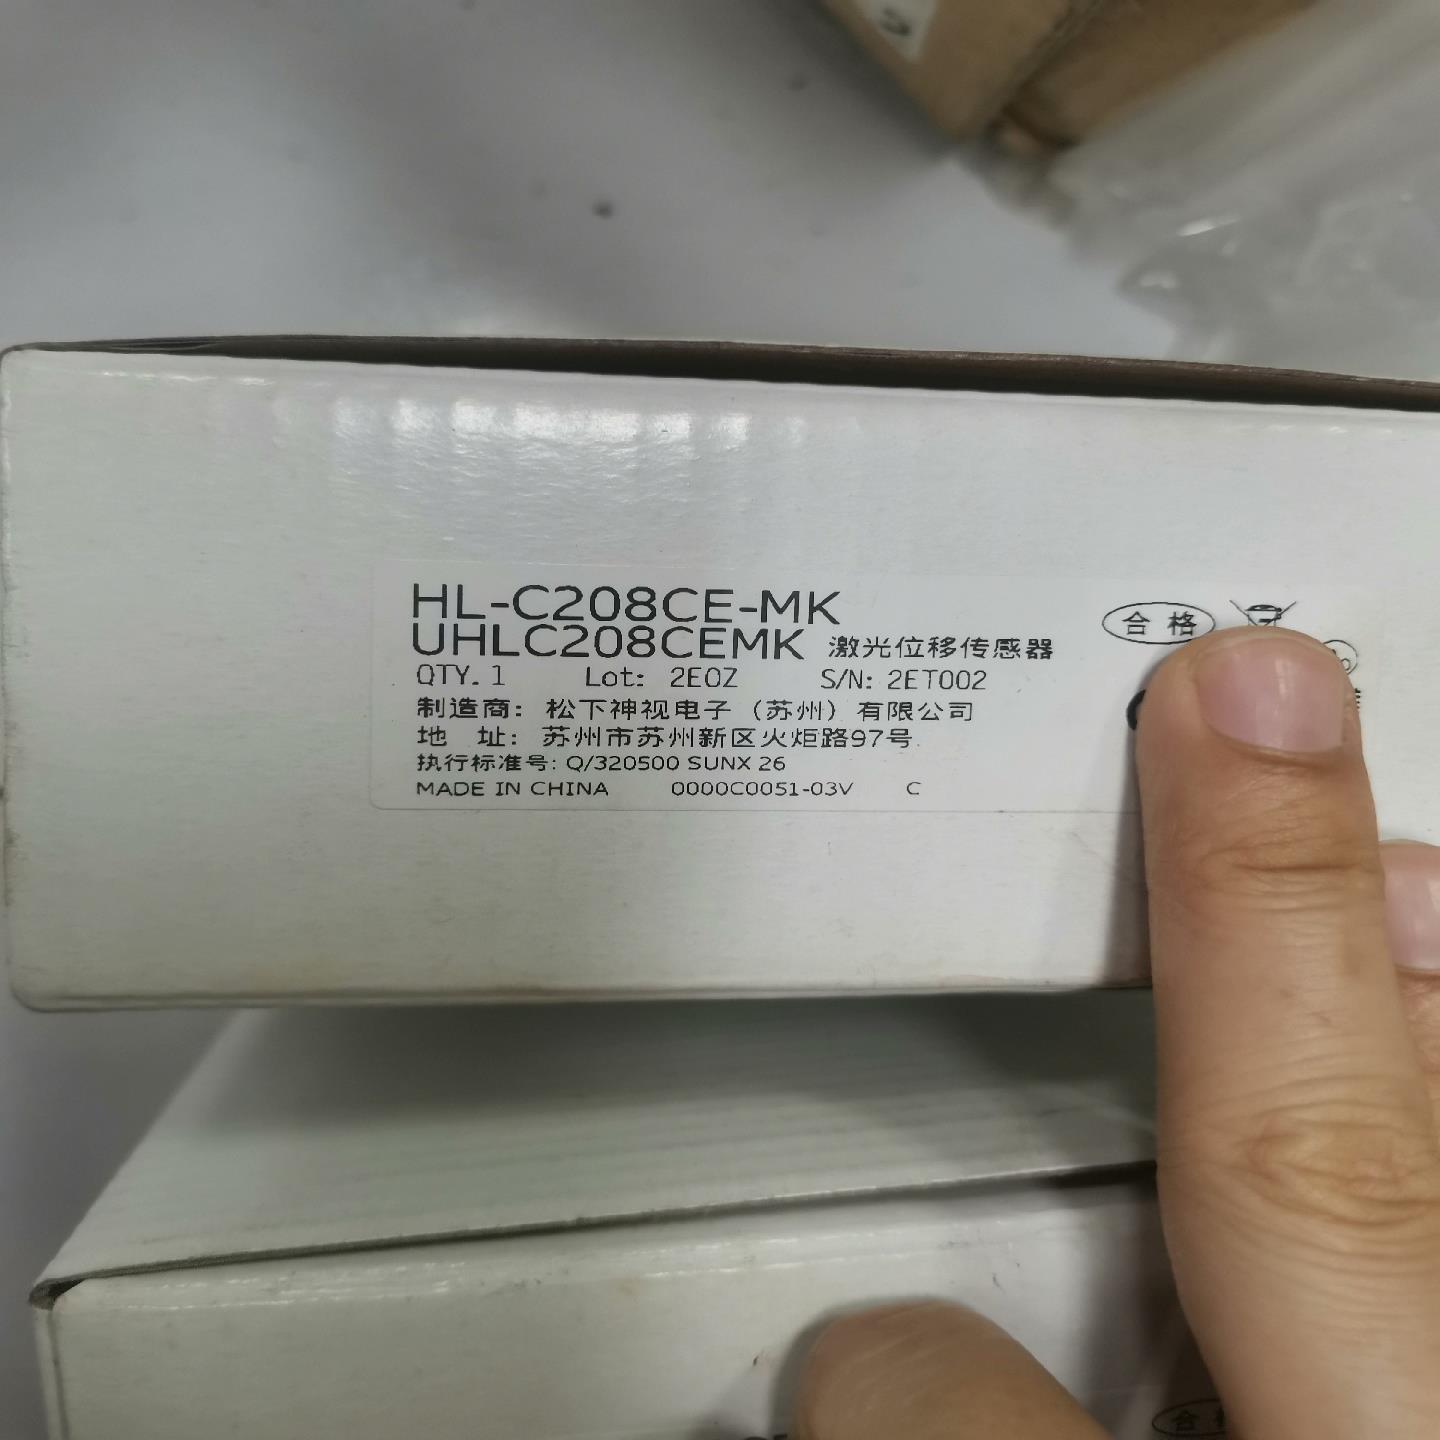 HL-C208CE-MK
UHLC208CEMK 激光位移传感器
合格
QTY. 1 Lot: 2E0Z S/N: 2ET002
制造商: 松下神视电子(苏州)有限公司
地 址: 苏州市苏州新区火炬路97号
执行标准号: Q/320500 SUNX 26
MADE IN CHINA 0000C0051-03V C
合